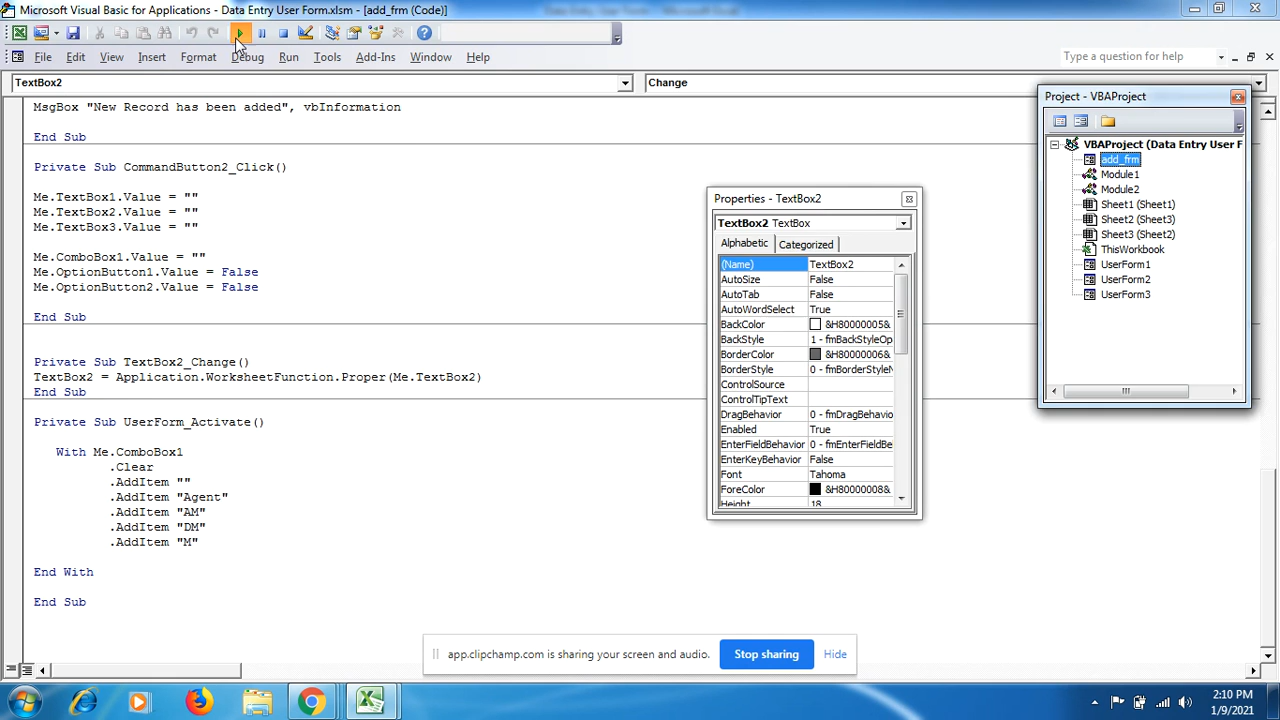 Microsoft Visual Basic for Applications - Data Entry User Form.xlsm - [add_frm (Code)]
File Edit View Insert Format Debug Run Tools Add-Ins Window Help
Type a question for help
TextBox2
Change
MsgBox "New Record has been added", vbInformation
End Sub
Private Sub CommandButton2_Click()
Me.TextBox1.Value = ""
Me.TextBox2.Value = ""
Me.TextBox3.Value = ""
Me.ComboBox1.Value = ""
Me.OptionButton1.Value = False
Me.OptionButton2.Value = False
End Sub
Private Sub TextBox2_Change()
TextBox2 = Application.WorksheetFunction.Proper(Me.TextBox2)
End Sub
Private Sub UserForm_Activate()
With Me.ComboBox1
.Clear
.AddItem ""
.AddItem "Agent"
.AddItem "AM"
.AddItem "DM"
.AddItem "M"
End With
End Sub
Properties - TextBox2
TextBox2 TextBox
Alphabetic Categorized
(Name) TextBox2
AutoSize False
AutoTab False
AutoWordSelect True
BackColor &H80000005&
BackStyle 1 - fmBackStyleOp
BorderColor &H80000006&
BorderStyle 0 - fmBorderStyleN
ControlSource
ControlTipText
DragBehavior 0 - fmDragBehavio
Enabled True
EnterFieldBehavior 0 - fmEnterFieldBe
EnterKeyBehavior False
Font Tahoma
ForeColor &H80000008&
Height 18
Project - VBAProject
VBAProject (Data Entry User F
add_frm
Module1
Module2
Sheet1 (Sheet1)
Sheet2 (Sheet3)
Sheet3 (Sheet2)
ThisWorkbook
UserForm1
UserForm2
UserForm3
app.clipchamp.com is sharing your screen and audio. Stop sharing Hide
2:10 PM
1/9/2021